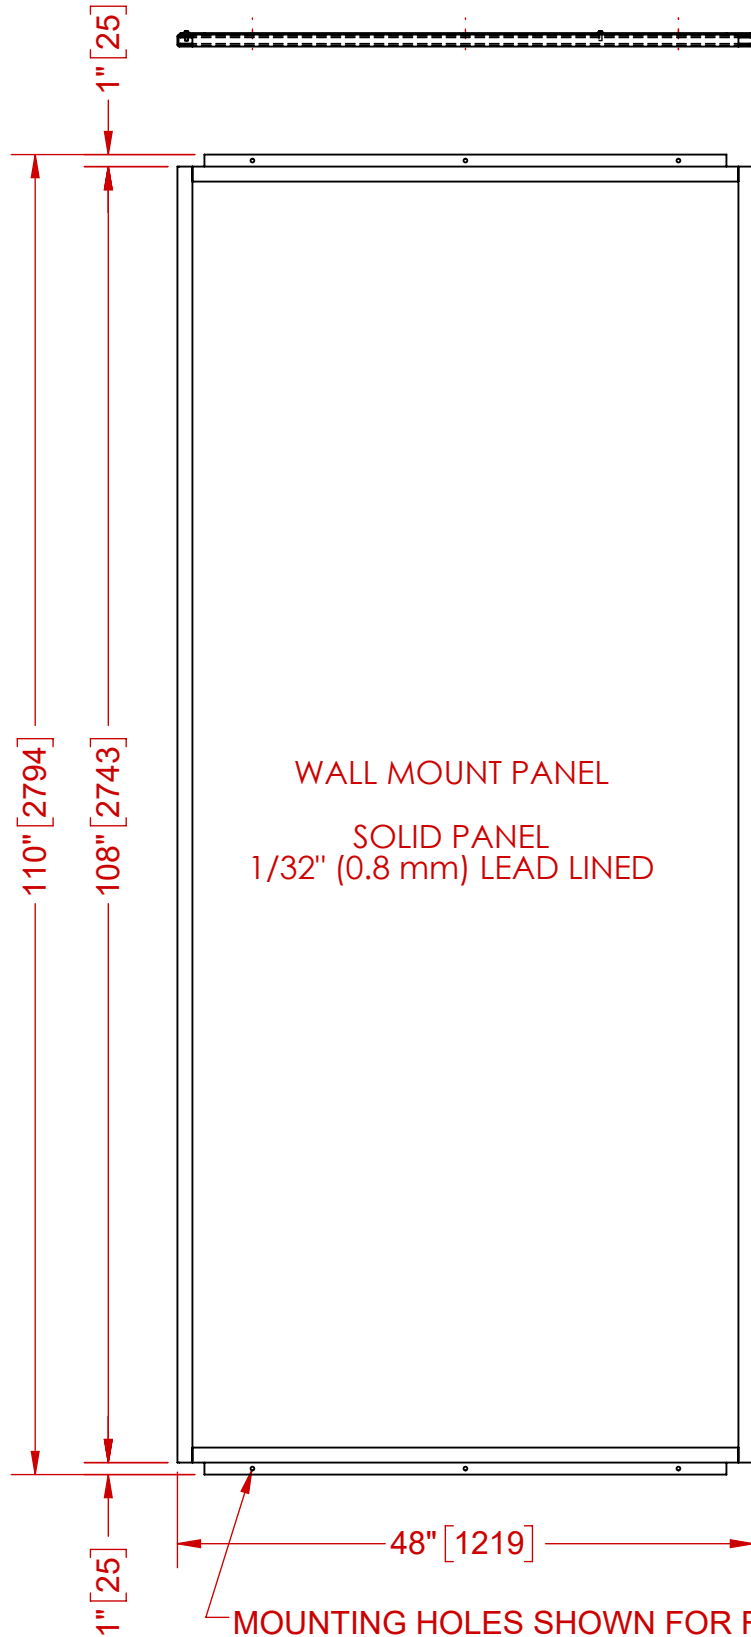 1" [25]
110" [2794]
108" [2743]
WALL MOUNT PANEL
SOLID PANEL
1/32" (0.8 mm) LEAD LINED
48" [1219]
1" [25]
MOUNTING HOLES SHOWN FOR